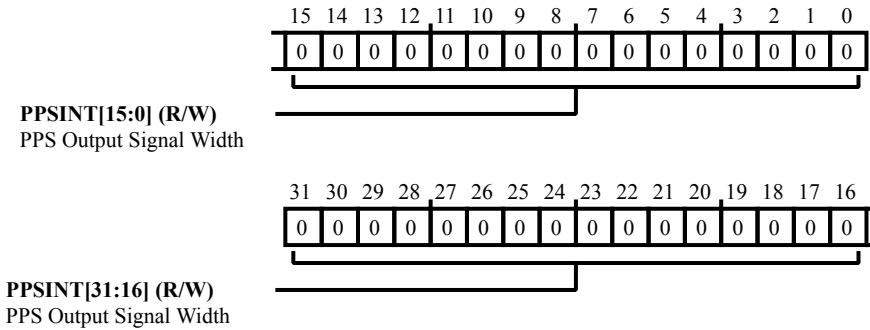 15 14 13 12 11 10 9 8 7 6 5 4 3 2 1 0
0 0 0 0 0 0 0 0 0 0 0 0 0 0 0 0
PPSINT[15:0] (R/W)
PPS Output Signal Width
31 30 29 28 27 26 25 24 23 22 21 20 19 18 17 16
0 0 0 0 0 0 0 0 0 0 0 0 0 0 0 0
PPSINT[31:16] (R/W)
PPS Output Signal Width